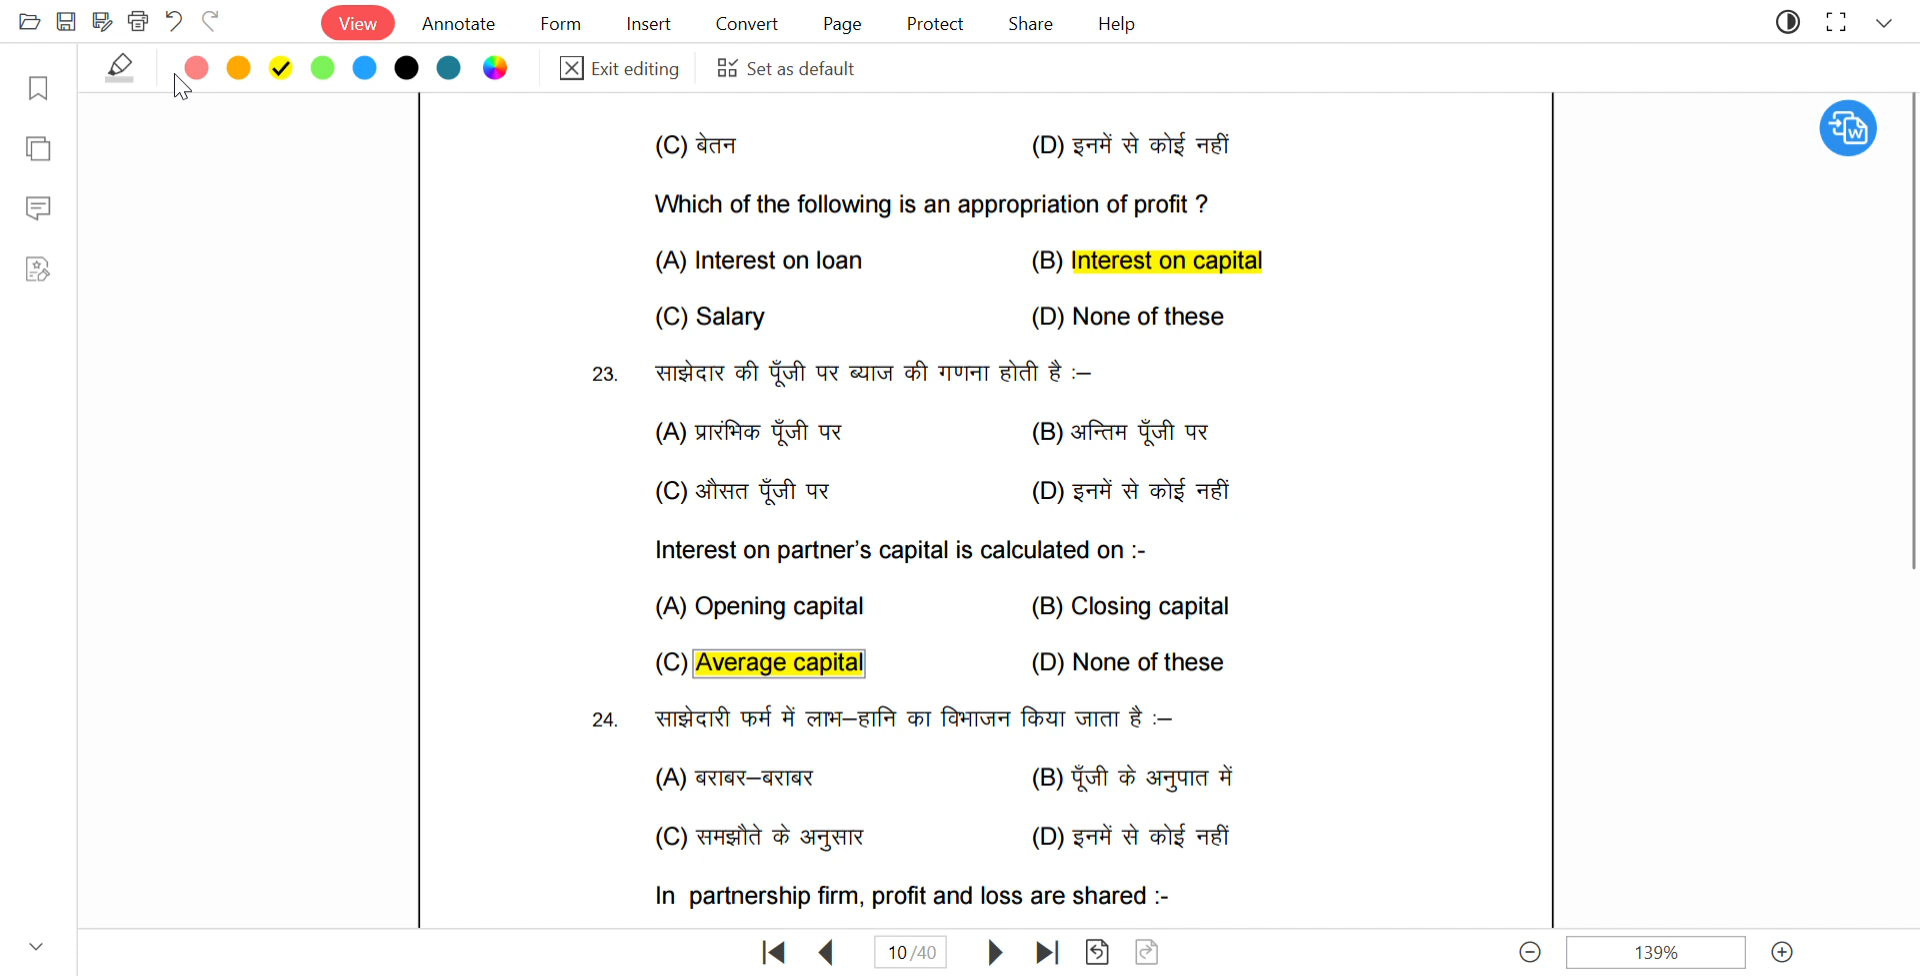 View Annotate Form Insert Convert Page Protect Share Help
Exit editing Set as default
(C) बेतन (D) इनमें से कोई नहीं
Which of the following is an appropriation of profit ?
(A) Interest on loan (B) Interest on capital
(C) Salary (D) None of these
23. साझेदार की पूँजी पर ब्याज की गणना होती है :–
(A) प्रारंभिक पूँजी पर (B) अन्तिम पूँजी पर
(C) औसत पूँजी पर (D) इनमें से कोई नहीं
Interest on partner’s capital is calculated on :-
(A) Opening capital (B) Closing capital
(C) Average capital (D) None of these
24. साझेदारी फर्म में लाभ–हानि का विभाजन किया जाता है :–
(A) बराबर–बराबर (B) पूँजी के अनुपात में
(C) समझौते के अनुसार (D) इनमें से कोई नहीं
In partnership firm, profit and loss are shared :-
10 /40 139%